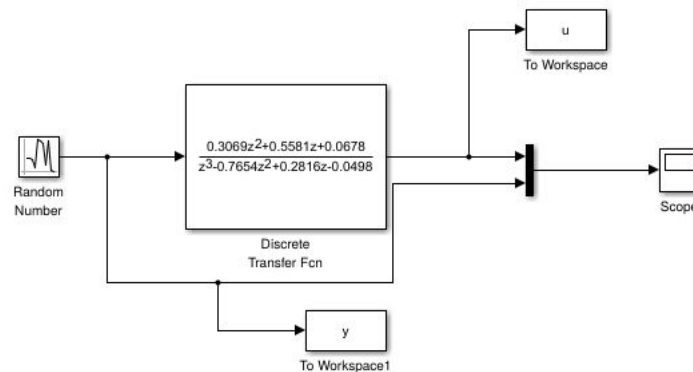 u
To Workspace
0.3069z2+0.5581z+0.0678
z3-0.7654z2+0.2816z-0.0498
Random
Number
Scope
Discrete
Transfer Fcn
y
To Workspace1